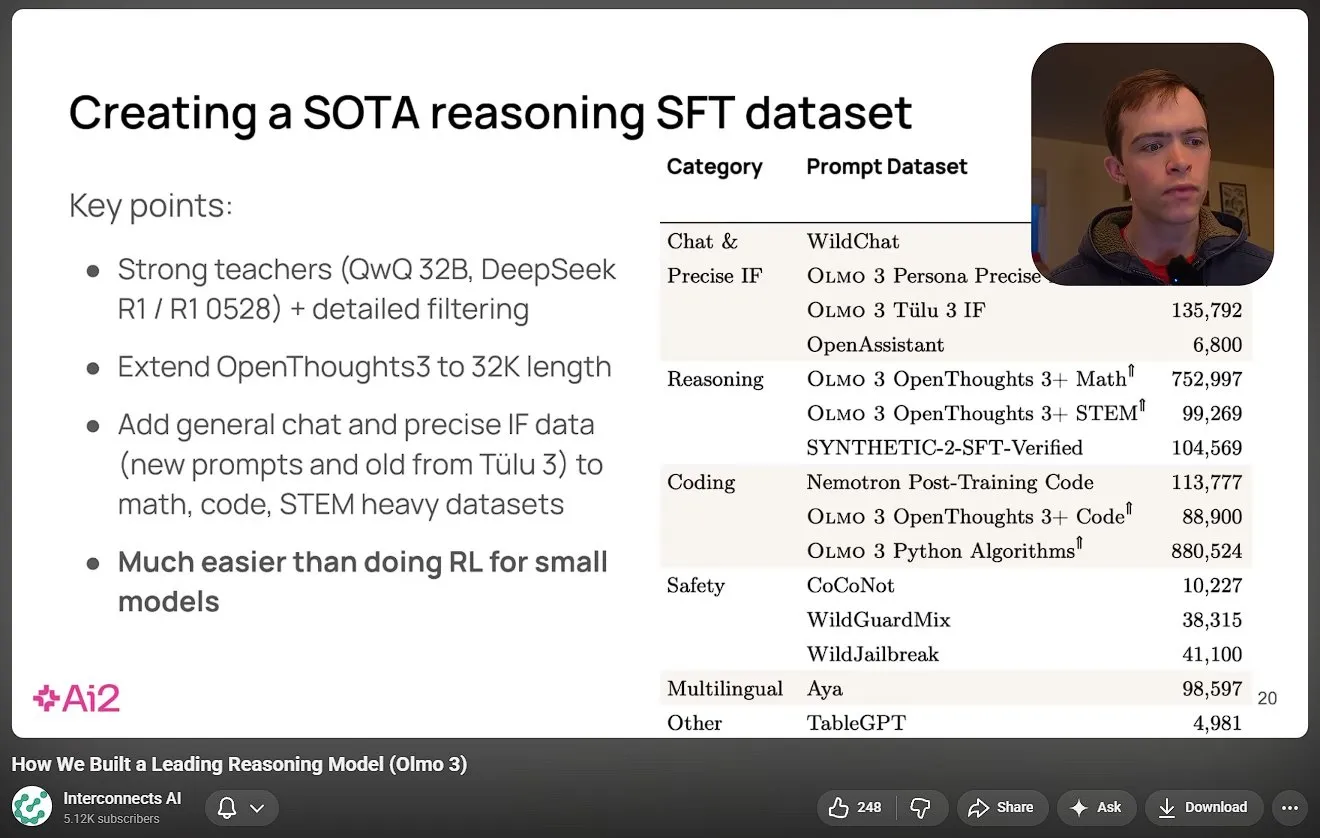 Creating a SOTA reasoning SFT dataset
Key points:
● Strong teachers (QwQ 32B, DeepSeek
R1 / R1 0528) + detailed filtering
● Extend OpenThoughts3 to 32K length
● Add general chat and precise IF data
(new prompts and old from Tülu 3) to
math, code, STEM heavy datasets
● Much easier than doing RL for small
models
Category Prompt Dataset
Chat & WildChat
Precise IF OLMO 3 Persona Precise
OLMO 3 Tülu 3 IF 135,792
OpenAssistant 6,800
Reasoning OLMO 3 OpenThoughts 3+ Math⇑ 752,997
OLMO 3 OpenThoughts 3+ STEM⇑ 99,269
SYNTHETIC-2-SFT-Verified 104,569
Coding Nemotron Post-Training Code 113,777
OLMO 3 OpenThoughts 3+ Code⇑ 88,900
OLMO 3 Python Algorithms⇑ 880,524
Safety CoCoNot 10,227
WildGuardMix 38,315
WildJailbreak 41,100
Multilingual Aya 98,597
Other TableGPT 4,981
Ai2
20
How We Built a Leading Reasoning Model (Olmo 3)
Interconnects AI
5.12K subscribers
248
Share
Ask
Download